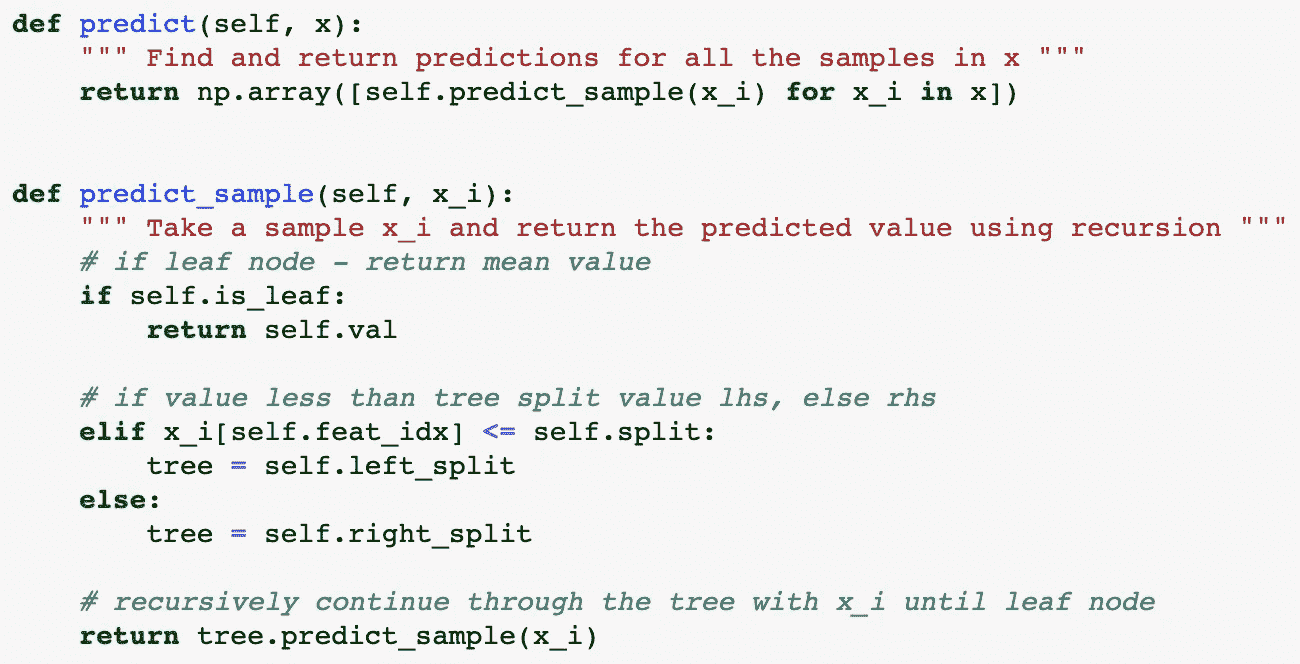 def predict(self, x):
    """ Find and return predictions for all the samples in x """
    return np.array([self.predict_sample(x_i) for x_i in x])
def predict_sample(self, x_i):
    """ Take a sample x_i and return the predicted value using recursion """
    # if leaf node – return mean value
    if self.is_leaf:
        return self.val
    # if value less than tree split value lhs, else rhs
    elif x_i[self.feat_idx] <= self.split:
        tree = self.left_split
    else:
        tree = self.right_split
    # recursively continue through the tree with x_i until leaf node
    return tree.predict_sample(x_i)